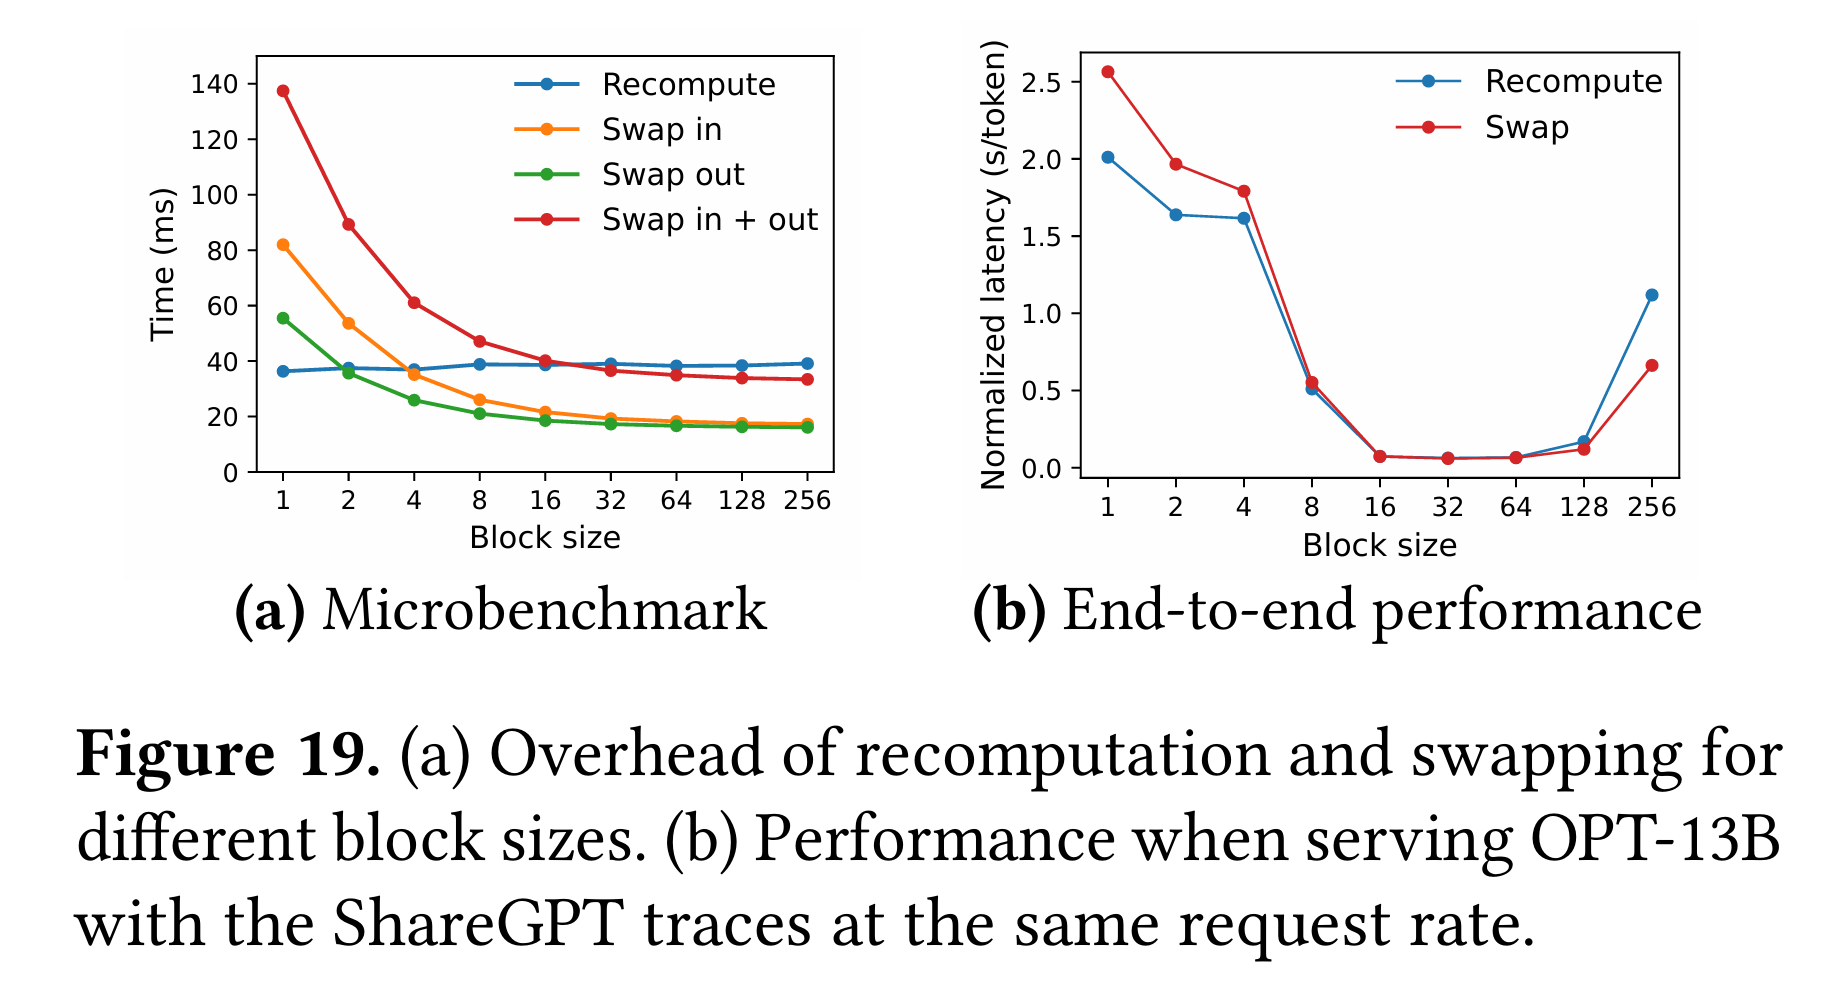 140
120
100
80
60
40
20
0
Time (ms)
Recompute
Swap in
Swap out
Swap in + out
1 2 4 8 16 32 64 128 256
Block size
(a) Microbenchmark
2.5
2.0
1.5
1.0
0.5
0.0
Normalized latency (s/token)
Recompute
Swap
1 2 4 8 16 32 64 128 256
Block size
(b) End-to-end performance
Figure 19. (a) Overhead of recomputation and swapping for
different block sizes. (b) Performance when serving OPT-13B
with the ShareGPT traces at the same request rate.